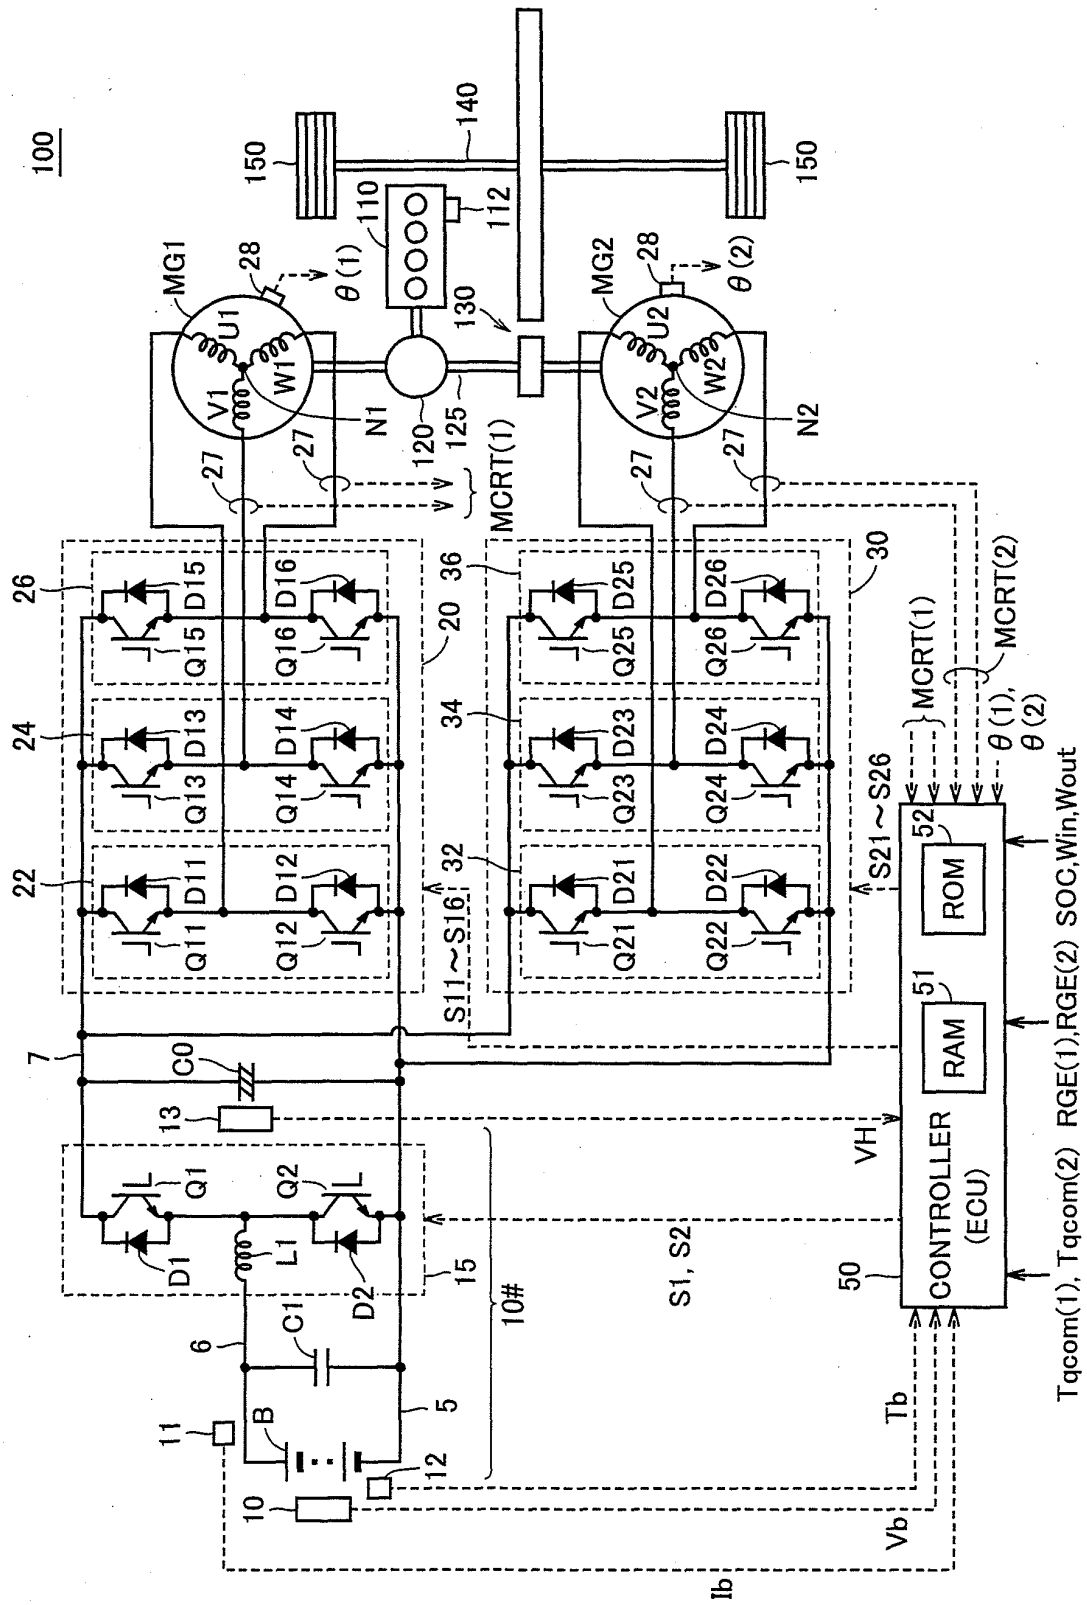 100
150
140
110
112
150
MG1
28
θ(1)
U1
V1
W1
N1
120
125
130
MG2
28
θ(2)
U2
V2
W2
N2
27
27
MCRT(1)
27
27
26
D15
Q15
D16
Q16
24
D13
Q13
D14
Q14
22
D11
Q11
D12
Q12
20
S11~S16
36
D25
Q25
D26
Q26
34
D23
Q23
D24
Q24
32
D21
Q21
D22
Q22
30
S21~S26
MCRT(1)
MCRT(2)
θ(1),
θ(2)
7
C0
13
VH
Q1
D1
Q2
D2
L1
15
S1, S2
10#
6
C1
5
B
11
12
10
Tb
Vb
Ib
50
CONTROLLER
(ECU)
51
RAM
52
ROM
Tqcom(1), Tqcom(2) RGE(1),RGE(2) SOC,Win,Wout